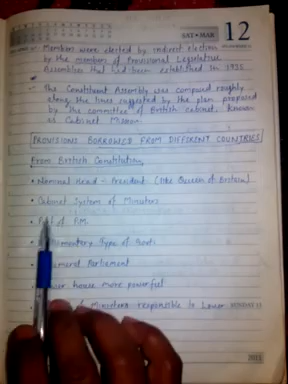 SAT • MAR 12
Members were elected by indirect election
by the members of Provisional Legislative
Assemblies that had been established in 1935
The Constituent Assembly was composed roughly
along the lines suggested by the plan proposed
by the committee of British cabinet, known
as Cabinet Mission.
PROVISIONS BORROWED FROM DIFFERENT COUNTRIES
From British Constitution
• Nominal Head - President (like Queen of Britain)
• Cabinet System of Ministers
• of P.M.
Type of Govt.
Parliament
house more powerful
Ministers responsible to Lower
SUNDAY 13